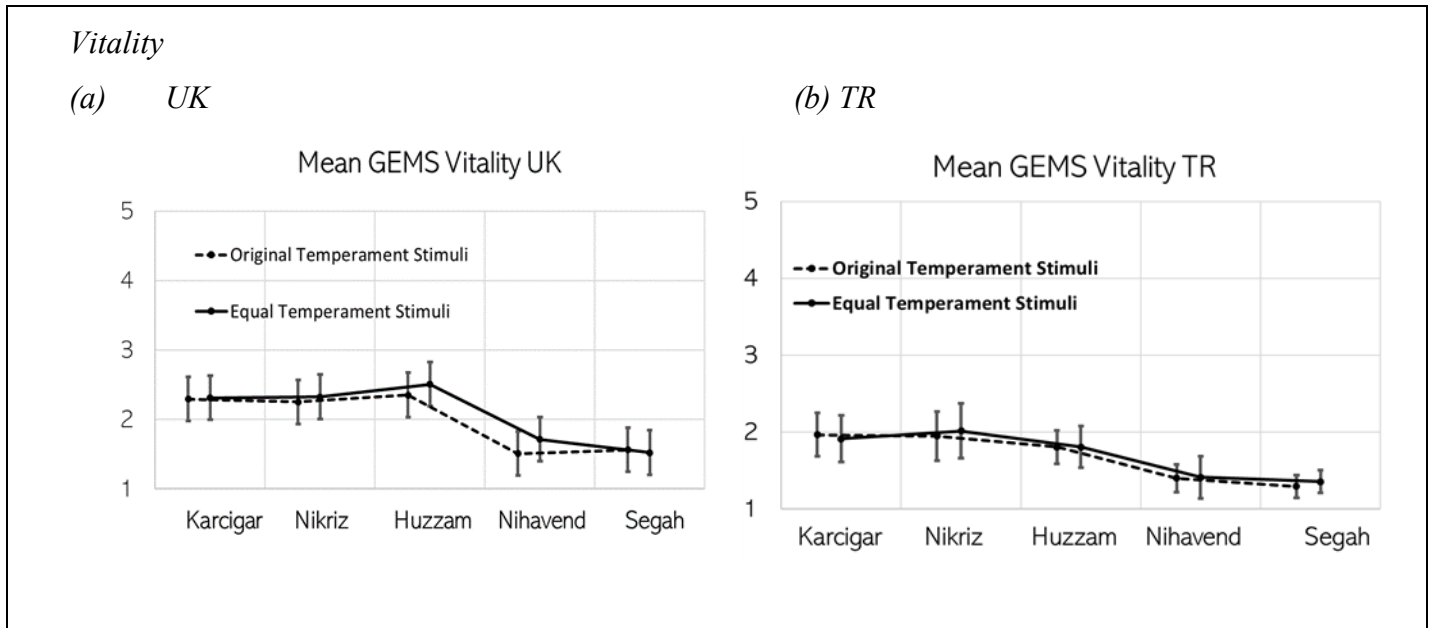 Vitality
(a) UK
(b) TR
Mean GEMS Vitality UK
5
4
3
2
1
Original Temperament Stimuli
Equal Temperament Stimuli
Karcigar Nikriz Huzzam Nihavend Segah
Mean GEMS Vitality TR
5
4
3
2
1
Original Temperament Stimuli
Equal Temperament Stimuli
Karcigar Nikriz Huzzam Nihavend Segah